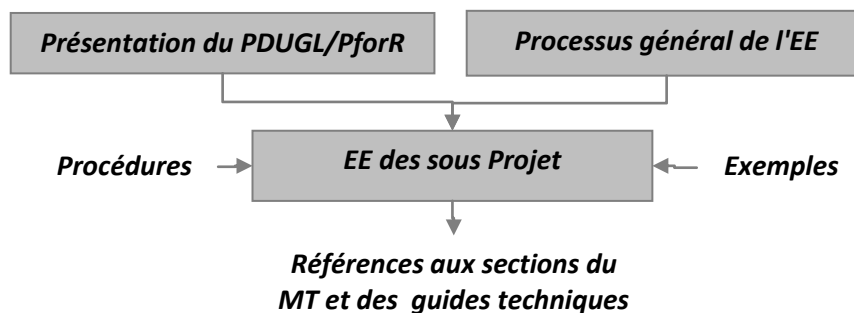 Présentation du PDUGL/PforR
Processus général de l'EE
Procédures
EE des sous Projet
Exemples
Références aux sections du
MT et des guides techniques